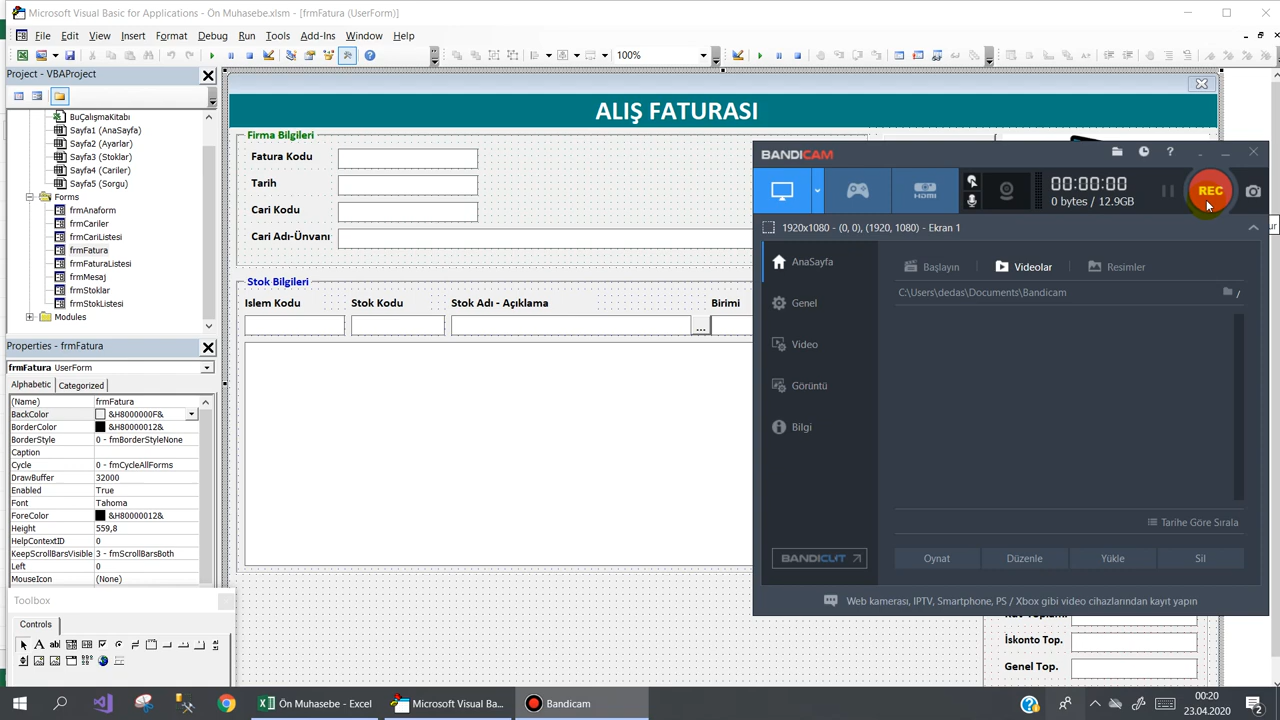 Microsoft Visual Basic for Applications - Ön Muhasebe.xlsm - [frmFatura (UserForm)]
File Edit View Insert Format Debug Run Tools Add-Ins Window Help
100%
Project - VBAProject
BuÇalışmaKitabı
Sayfa1 (AnaSayfa)
Sayfa2 (Ayarlar)
Sayfa3 (Stoklar)
Sayfa4 (Cariler)
Sayfa5 (Sorgu)
Forms
frmAnaform
frmCariler
frmCariListesi
frmFatura
frmFaturaListesi
frmMesaj
frmStoklar
frmStokListesi
Modules
Properties - frmFatura
frmFatura UserForm
Alphabetic Categorized
(Name) frmFatura
BackColor &H8000000F&
BorderColor &H80000012&
BorderStyle 0 - fmBorderStyleNone
Caption
Cycle 0 - fmCycleAllForms
DrawBuffer 32000
Enabled True
Font Tahoma
ForeColor &H80000012&
Height 559,8
HelpContextID 0
KeepScrollBarsVisible 3 - fmScrollBarsBoth
Left 0
MouseIcon (None)
Toolbox
Controls
ALIŞ FATURASI
Firma Bilgileri
Fatura Kodu
Tarih
Cari Kodu
Cari Adı-Ünvanı
Stok Bilgileri
Islem Kodu Stok Kodu Stok Adı - Açıklama Birimi
...
İskonto Top.
Genel Top.
BANDICAM
HDMI
00:00:00
0 bytes / 12.9GB
REC
1920x1080 - (0, 0), (1920, 1080) - Ekran 1
AnaSayfa
Genel
Video
Görüntü
Bilgi
Başlayın Videolar Resimler
C:\Users\dedas\Documents\Bandicam
/
Tarihe Göre Sırala
BANDICUT
Oynat Düzenle Yükle Sil
Web kamerası, IPTV, Smartphone, PS / Xbox gibi video cihazlarından kayıt yapın
Ön Muhasebe - Excel
Microsoft Visual Ba...
Bandicam
00:20
23.04.2020
2